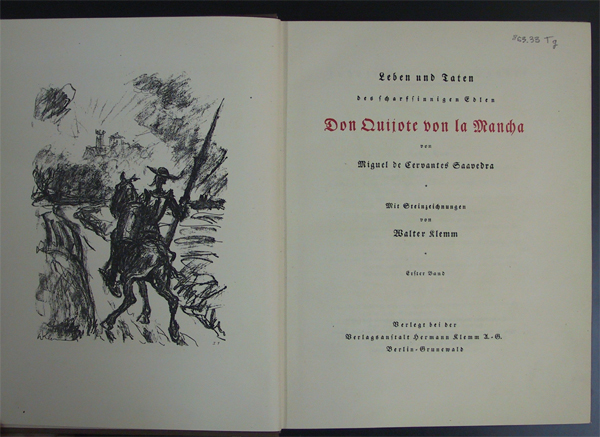 Leben und Taten
des scharfsinnigen Edlen
Don Quijote von la Mancha
von
Miguel de Cervantes Saavedra
Mit Steinzeichnungen
von
Walter Klemm
Erster Band
Verlegt bei der
Verlagsanstalt Hermann Klemm A.-G.
Berlin-Grunewald